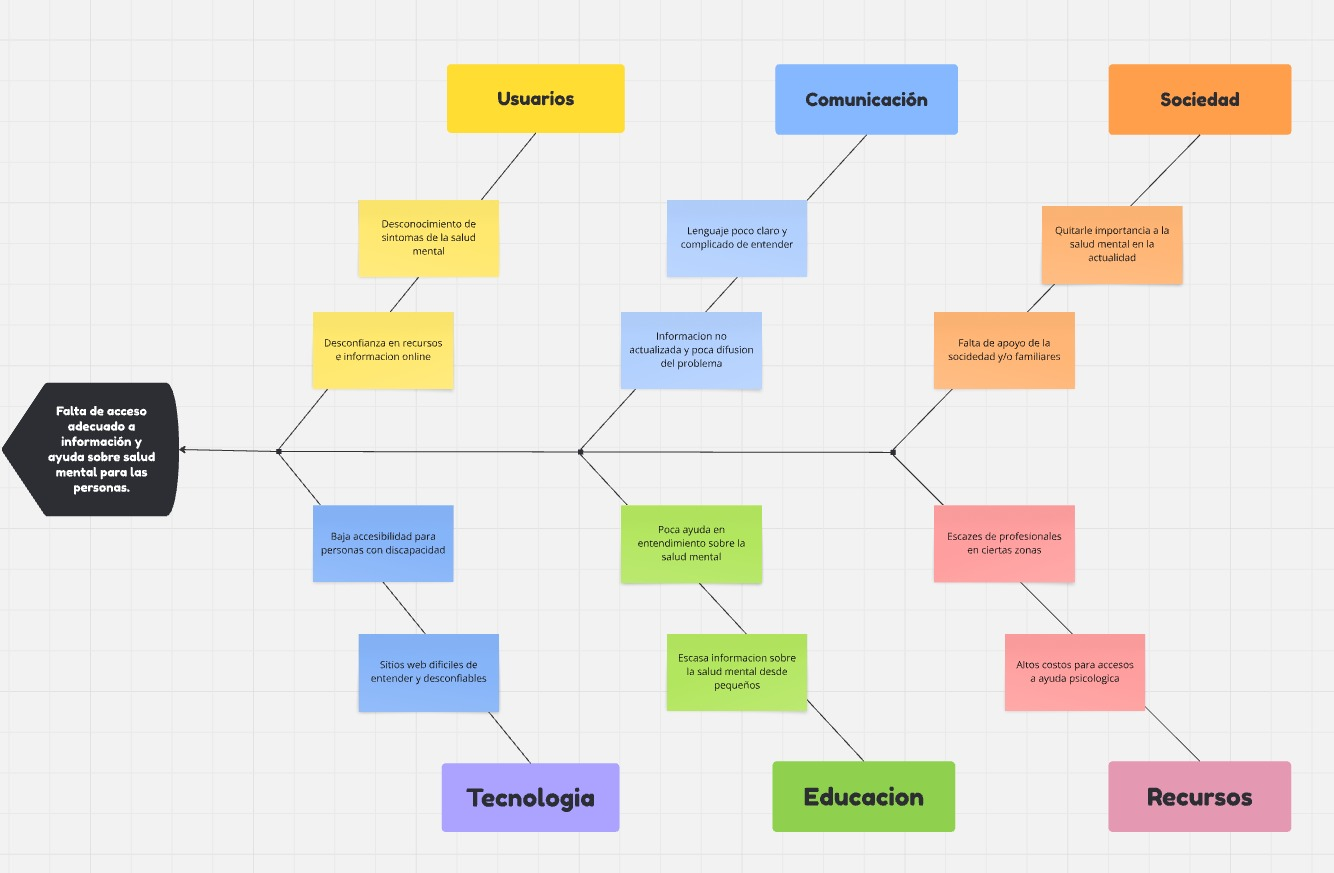 Usuarios
Comunicación
Sociedad
Desconocimiento de
sintomas de la salud
mental
Lenguaje poco claro y
complicado de entender
Quitarle importancia a la
salud mental en la
actualidad
Desconfianza en recursos
e informacion online
Informacion no
actualizada y poca difusion
del problema
Falta de apoyo de la
socidedad y/o familiares
Falta de acceso
adecuado a
información y
ayuda sobre salud
mental para las
personas.
Baja accesibilidad para
personas con discapacidad
Poca ayuda en
entendimiento sobre la
salud mental
Escazes de profesionales
en ciertas zonas
Sitios web dificiles de
entender y desconfiables
Escasa informacion sobre
la salud mental desde
pequeños
Altos costos para accesos
a ayuda psicologica
Tecnologia
Educacion
Recursos